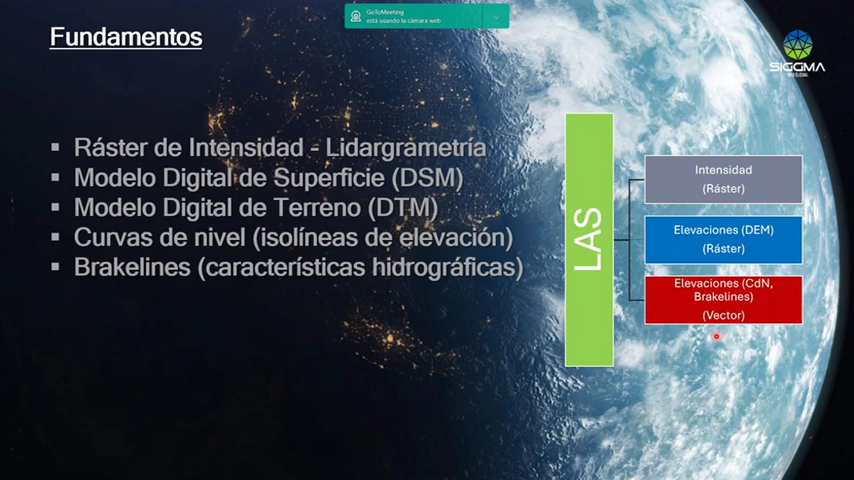 GoToMeeting
está usando la cámara web
Fundamentos
SIGGMA
Ráster de Intensidad - Lidargrametría
Modelo Digital de Superficie (DSM)
Modelo Digital de Terreno (DTM)
Curvas de nivel (isolíneas de elevación)
Brakelines (características hidrográficas)
LAS
Intensidad
(Ráster)
Elevaciones (DEM)
(Ráster)
Elevaciones (CdN,
Brakelines)
(Vector)